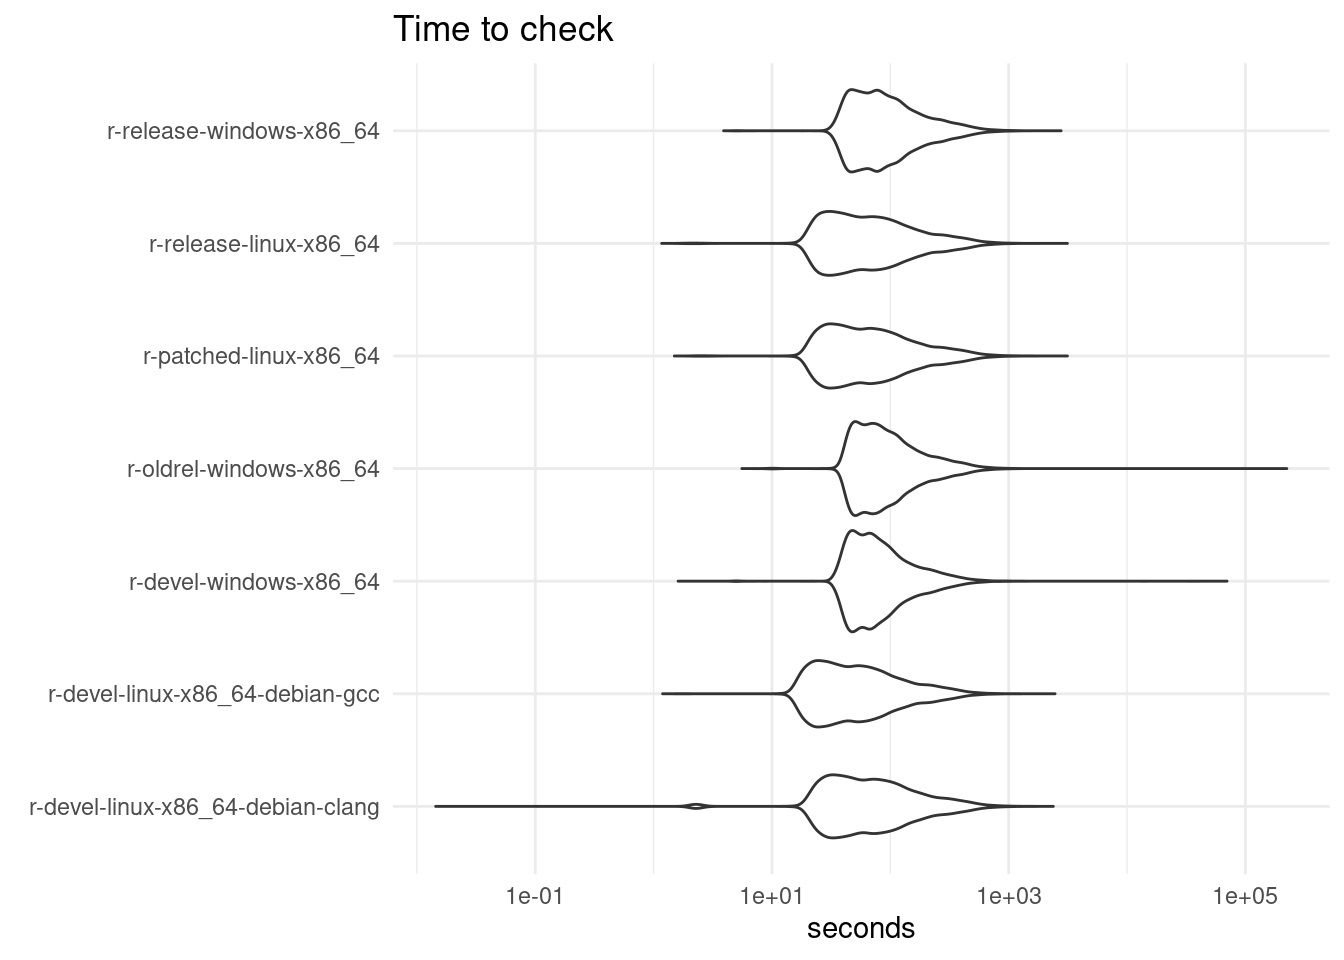 Time to check
r-release-windows-x86_64
r-release-linux-x86_64
r-patched-linux-x86_64
r-oldrel-windows-x86_64
r-devel-windows-x86_64
r-devel-linux-x86_64-debian-gcc
r-devel-linux-x86_64-debian-clang
1e-01 1e+01 1e+03 1e+05
seconds